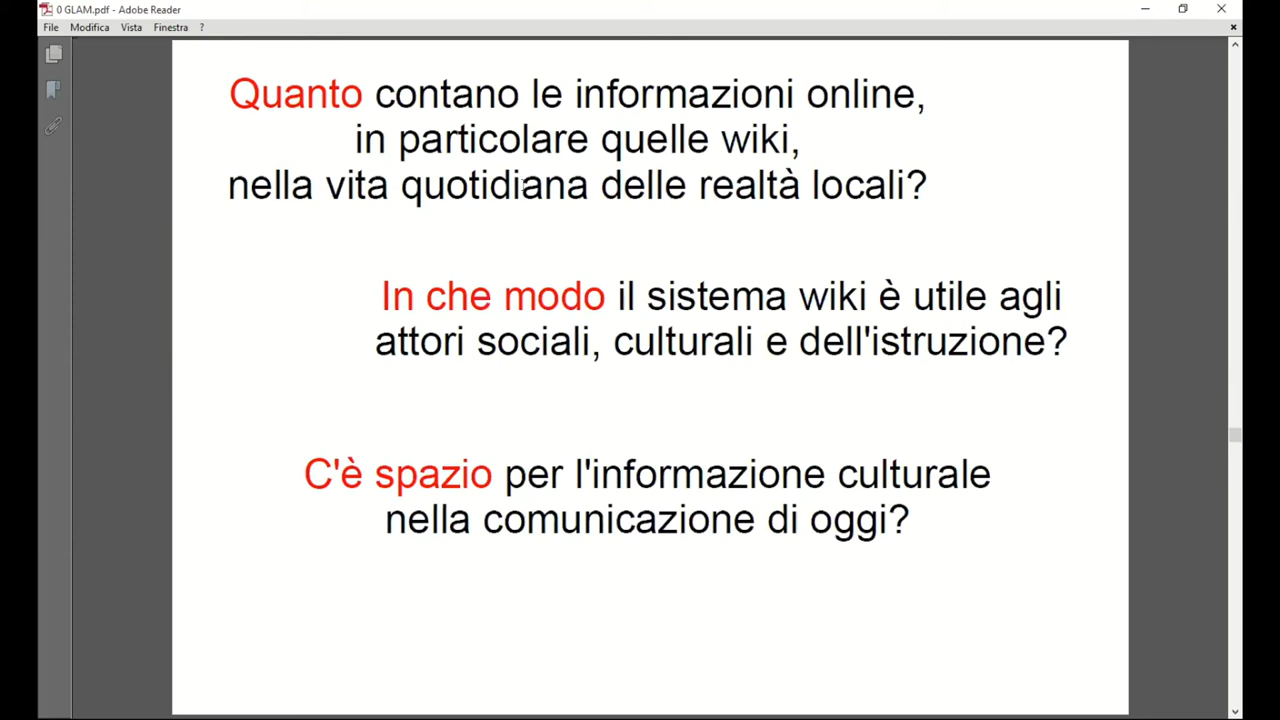 0 GLAM.pdf - Adobe Reader
File Modifica Vista Finestra ?
Quanto contano le informazioni online,
in particolare quelle wiki,
nella vita quotidiana delle realtà locali?
In che modo il sistema wiki è utile agli
attori sociali, culturali e dell'istruzione?
C'è spazio per l'informazione culturale
nella comunicazione di oggi?